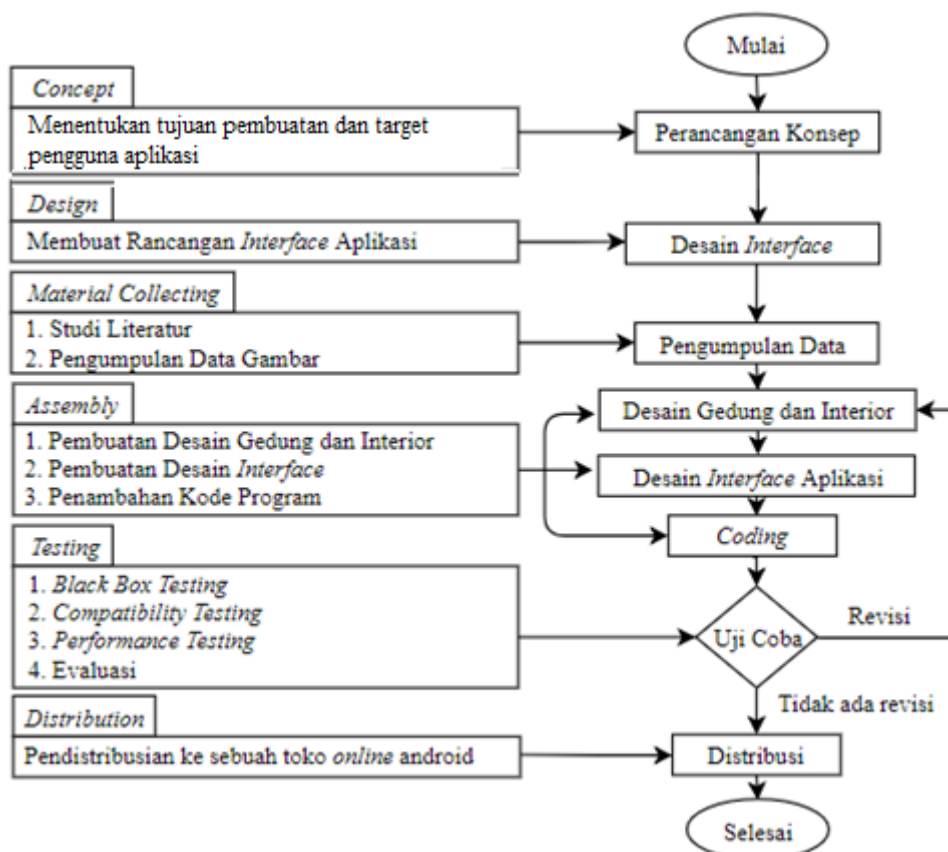 Mulai
Concept
Menentukan tujuan pembuatan dan target
pengguna aplikasi
Perancangan Konsep
Design
Membuat Rancangan Interface Aplikasi
Desain Interface
Material Collecting
1. Studi Literatur
2. Pengumpulan Data Gambar
Pengumpulan Data
Assembly
1. Pembuatan Desain Gedung dan Interior
2. Pembuatan Desain Interface
3. Penambahan Kode Program
Desain Gedung dan Interior
Desain Interface Aplikasi
Coding
Testing
1. Black Box Testing
2. Compatibility Testing
3. Performance Testing
4. Evaluasi
Uji Coba
Revisi
Tidak ada revisi
Distribution
Pendistribusian ke sebuah toko online android
Distribusi
Selesai